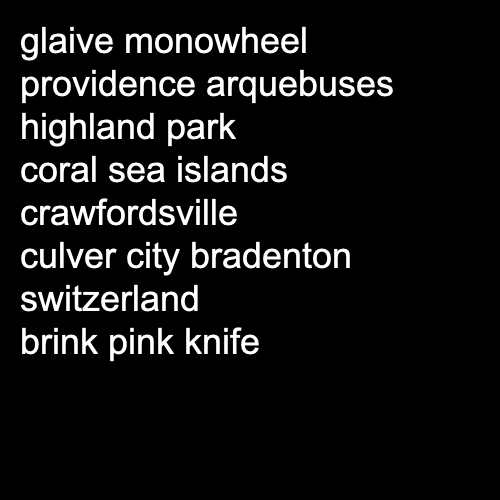 glaive monowheel
providence arquebuses
highland park
coral sea islands
crawfordsville
culver city bradenton
switzerland
brink pink knife